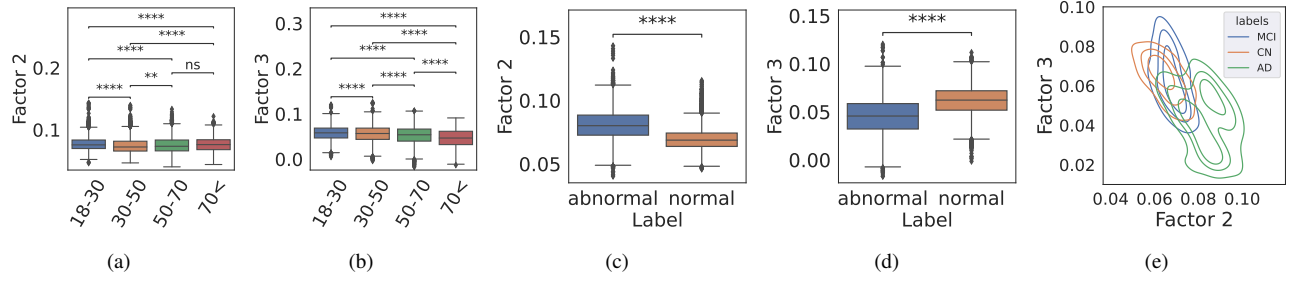 Factor 2
0.2
0.1
****
****
****
ns
****
**
18-30
30-50
50-70
70<
(a)
Factor 3
0.3
0.2
0.1
0.0
****
****
****
****
****
****
18-30
30-50
50-70
70<
(b)
Factor 2
0.15
0.10
0.05
****
abnormal normal
Label
(c)
Factor 3
0.15
0.10
0.05
0.00
****
abnormal normal
Label
(d)
Factor 3
0.10
0.08
0.06
0.04
0.02
labels
MCI
CN
AD
0.04 0.06 0.08 0.10
Factor 2
(e)